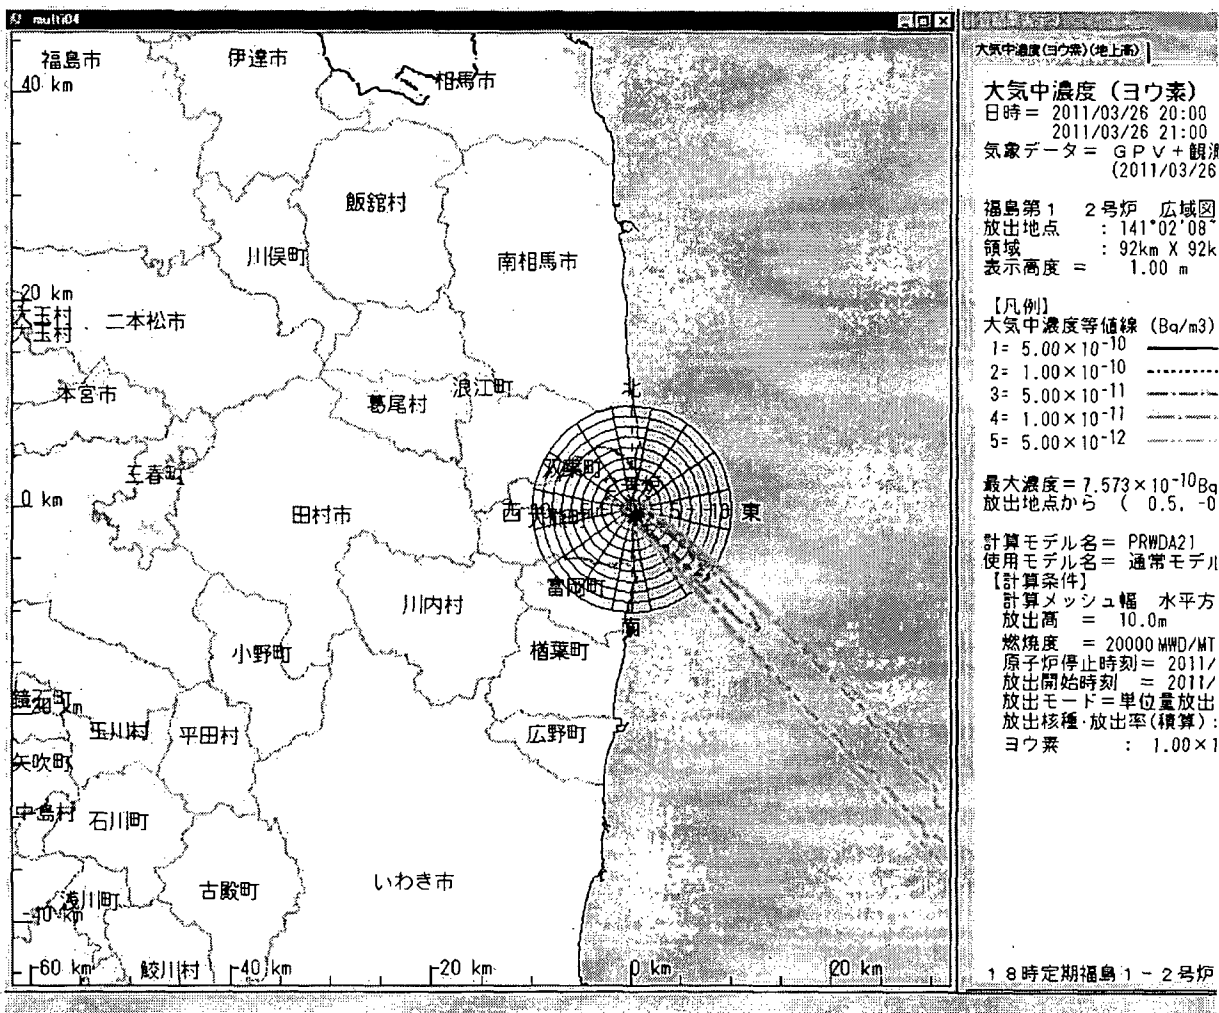 multi04
福島市
伊達市
相馬市
40 km
飯舘村
川俣町
南相馬市
20 km
大玉村
大玉村
二本松市
本宮市
葛尾村
浪江町
北
三春町
双葉町
0 km
田村市
西
東
富岡町
川内村
南
小野町
楢葉町
鏡石町
-20 km
玉川村
平田村
広野町
矢吹町
中島村
石川町
いわき市
古殿町
浅川町
-40 km
鮫川村
-60 km
-40 km
-20 km
0 km
20 km
大気中濃度(ヨウ素)(地上高)
大気中濃度(ヨウ素)
日時= 2011/03/26 20:00
2011/03/26 21:00
気象データ= GPV+観測
(2011/03/26
福島第1 2号炉 広域図
放出地点 : 141°02'08"
領域 : 92km X 92k
表示高度 = 1.00 m
【凡例】
大気中濃度等値線 (Bq/m3)
1= 5.00×10-10
2= 1.00×10-10
3= 5.00×10-11
4= 1.00×10-11
5= 5.00×10-12
最大濃度=7.573×10-10Bq
放出地点から ( 0.5, -0
計算モデル名= PRWDA21
使用モデル名= 通常モデル
【計算条件】
計算メッシュ幅 水平方
放出高 = 10.0m
燃焼度 = 20000MWD/MT
原子炉停止時刻= 2011/
放出開始時刻 = 2011/
放出モード=単位量放出
放出核種・放出率(積算):
ヨウ素 : 1.00×1
18時定期福島1-2号炉